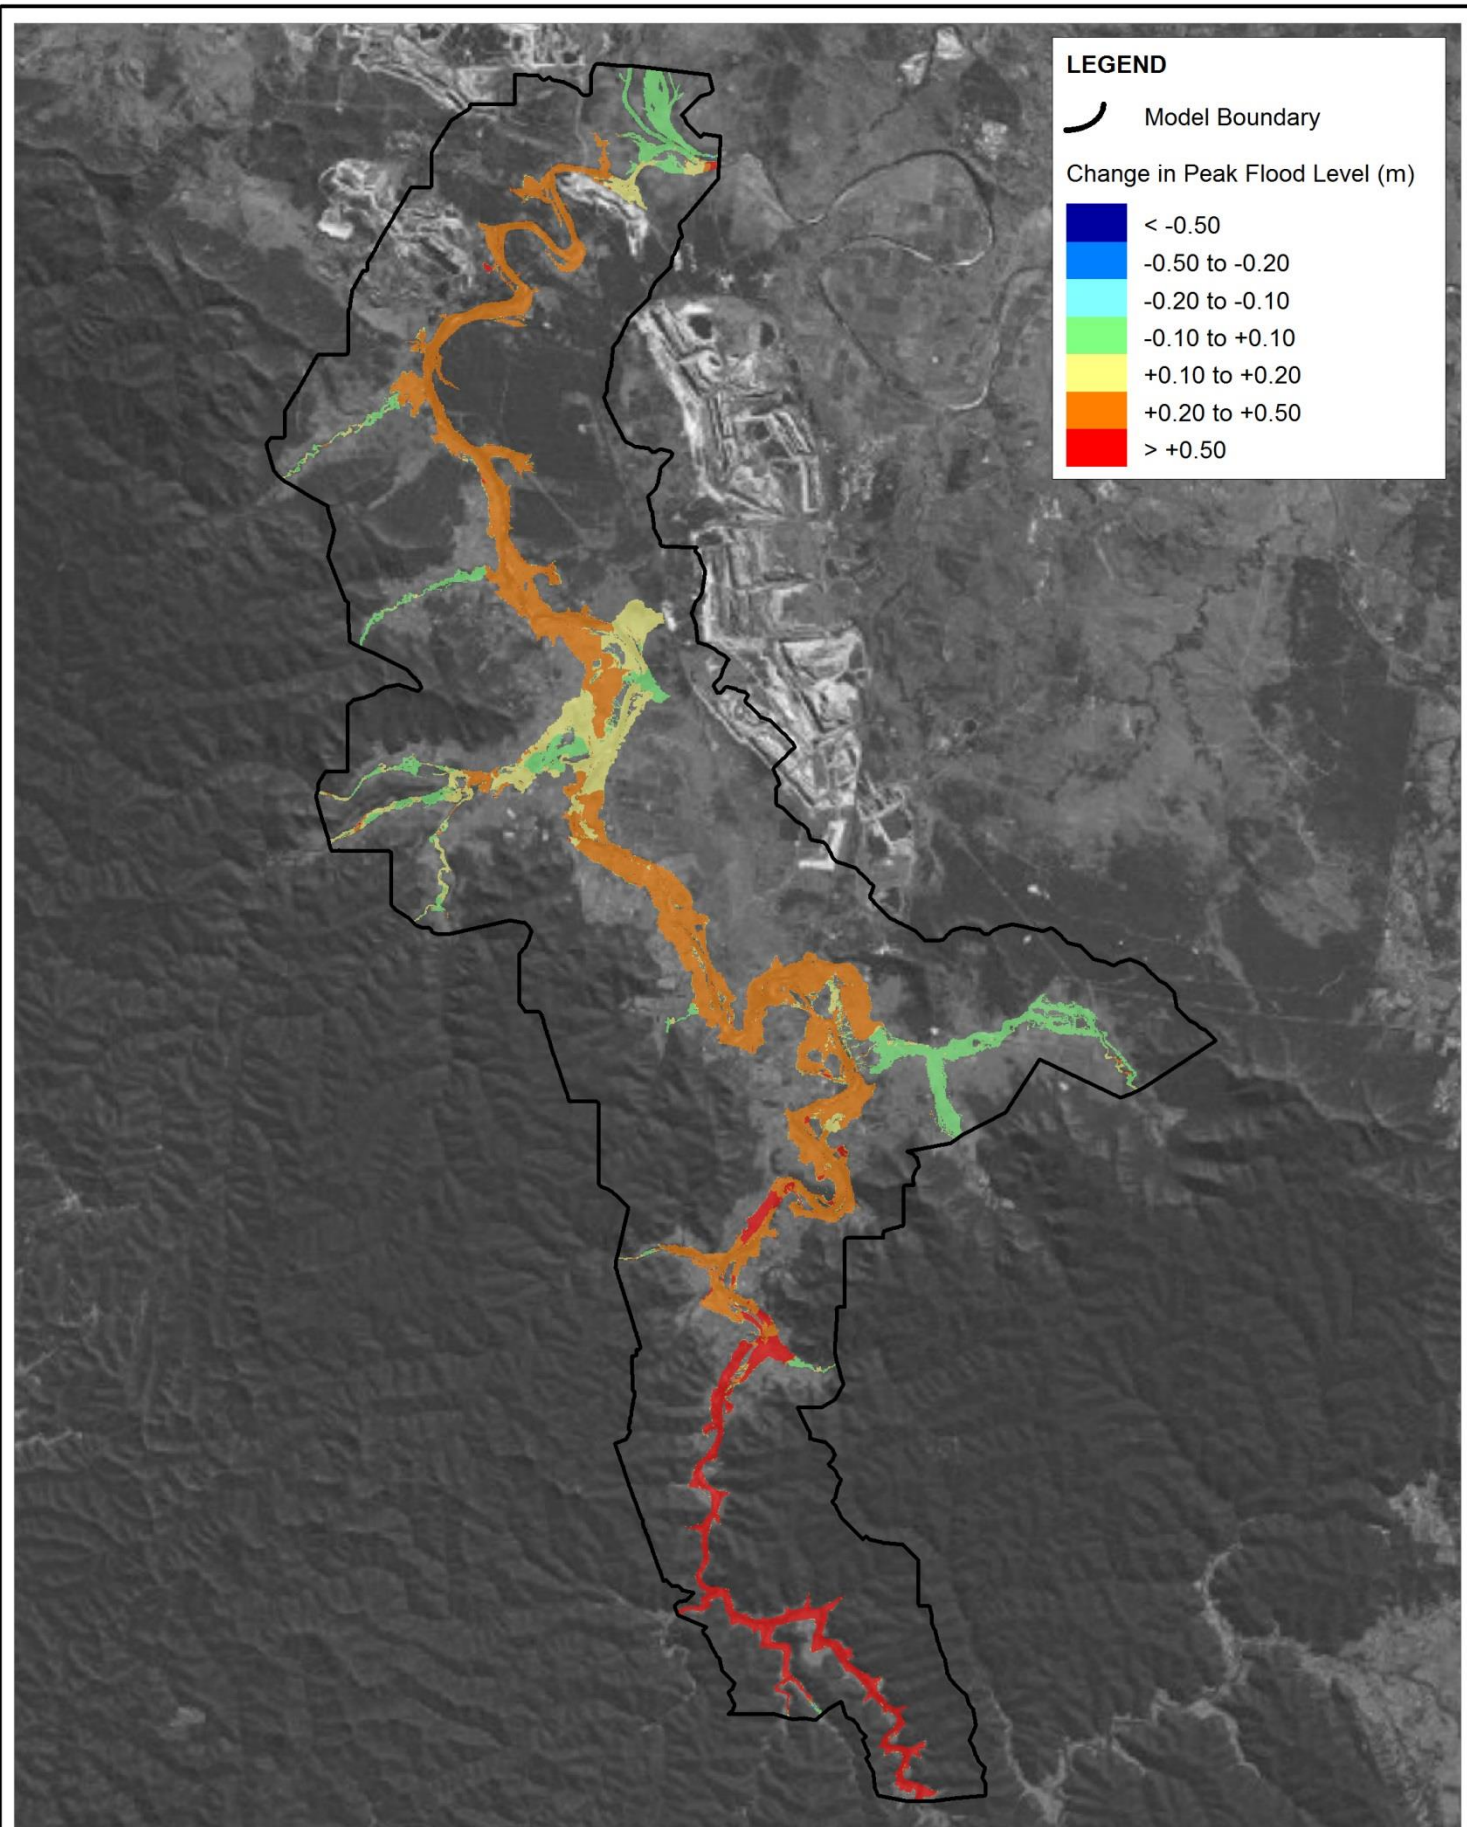 LEGEND
Model Boundary
Change in Peak Flood Level (m)
< -0.50
-0.50 to -0.20
-0.20 to -0.10
-0.10 to +0.10
+0.10 to +0.20
+0.20 to +0.50
> +0.50